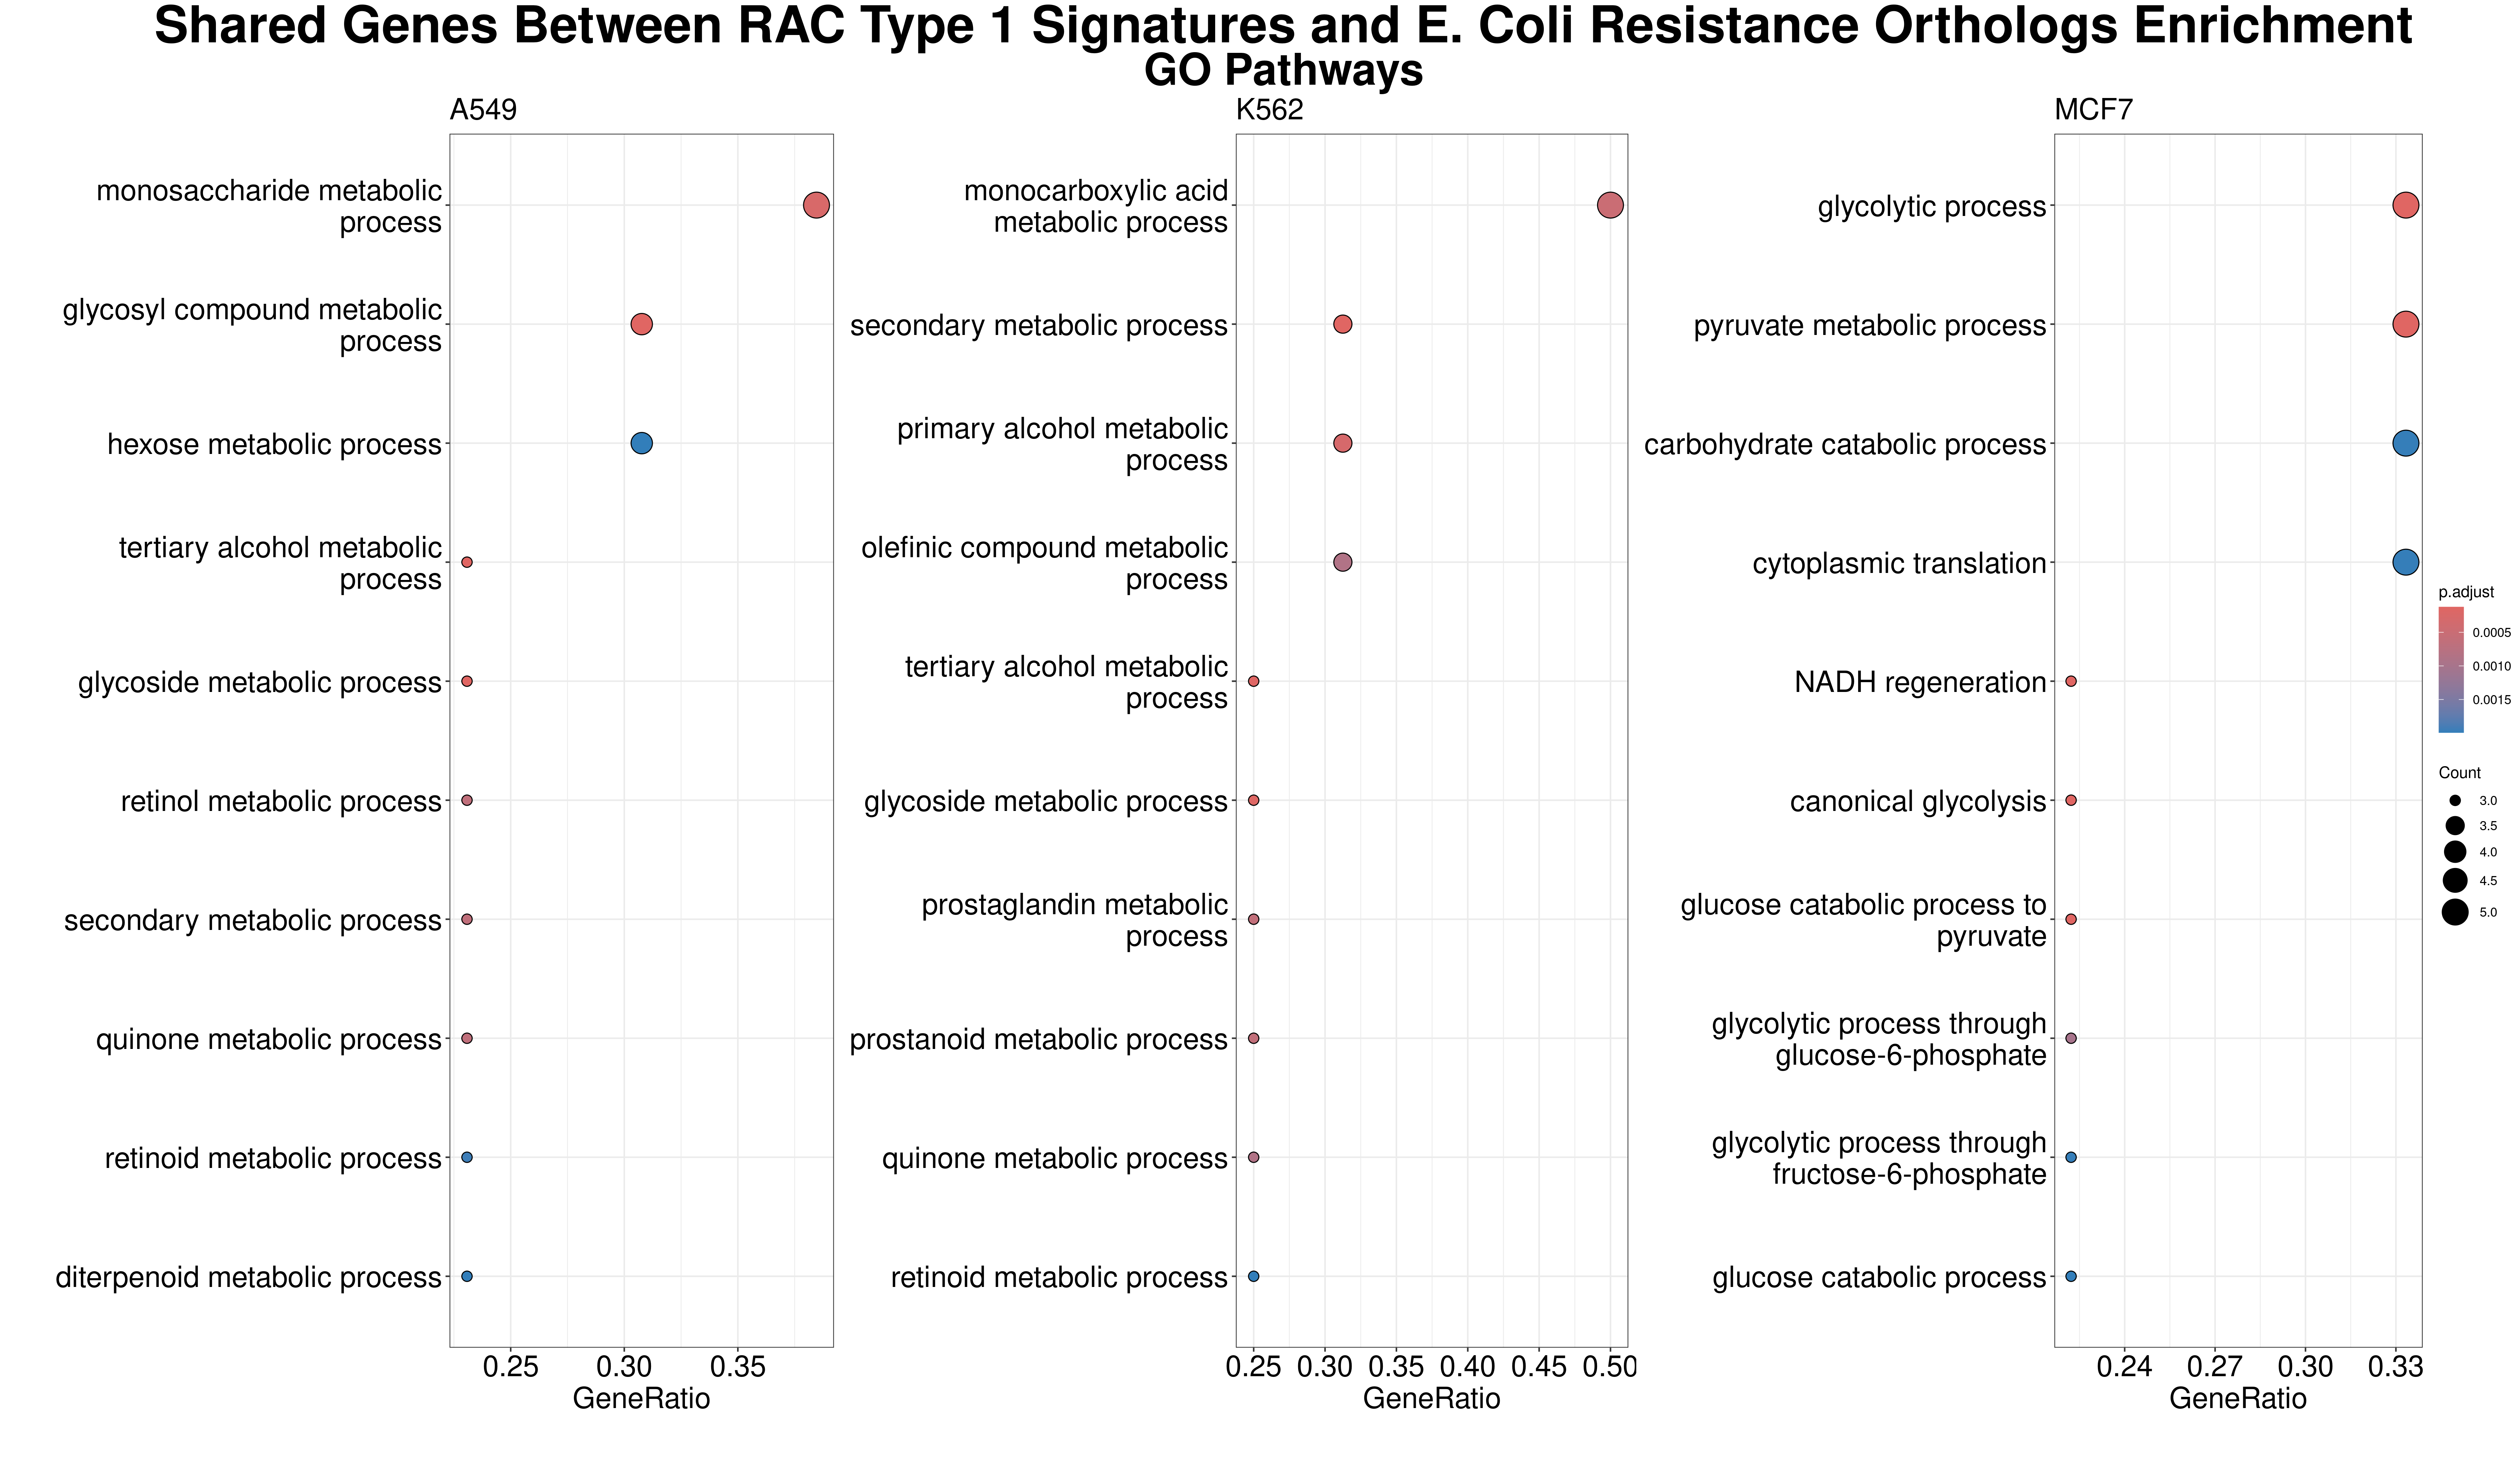 Shared Genes Between RAC Type 1 Signatures and E. Coli Resistance Orthologs Enrichment
GO Pathways
A549
monosaccharide metabolic
process
glycosyl compound metabolic
process
hexose metabolic process
tertiary alcohol metabolic
process
glycoside metabolic process
retinol metabolic process
secondary metabolic process
quinone metabolic process
retinoid metabolic process
diterpenoid metabolic process
0.25 0.30 0.35
GeneRatio
K562
monocarboxylic acid
metabolic process
secondary metabolic process
primary alcohol metabolic
process
olefinic compound metabolic
process
tertiary alcohol metabolic
process
glycoside metabolic process
prostaglandin metabolic
process
prostanoid metabolic process
quinone metabolic process
retinoid metabolic process
0.25 0.30 0.35 0.40 0.45 0.50
GeneRatio
MCF7
glycolytic process
pyruvate metabolic process
carbohydrate catabolic process
cytoplasmic translation
NADH regeneration
canonical glycolysis
glucose catabolic process to
pyruvate
glycolytic process through
glucose-6-phosphate
glycolytic process through
fructose-6-phosphate
glucose catabolic process
0.24 0.27 0.30 0.33
GeneRatio
p.adjust
0.0005
0.0010
0.0015
Count
3.0
3.5
4.0
4.5
5.0